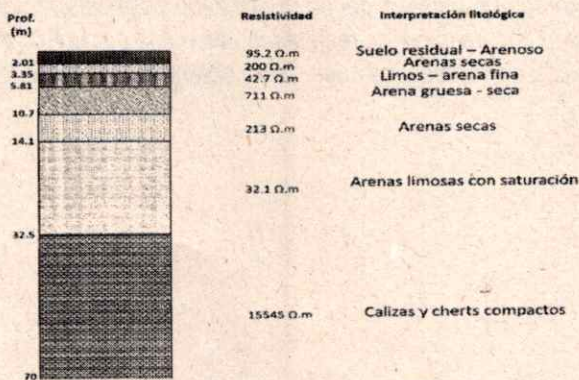 Prof. (m) Resistividad Interpretación litológica
95.2 Ω.m Suelo residual – Arenoso
2.01 200 Ω.m Arenas secas
3.35 42.7 Ω.m Limos – arena fina
5.81 711 Ω.m Arena gruesa - seca
10.7
213 Ω.m Arenas secas
14.1
32.1 Ω.m Arenas limosas con saturación
32.5
15545 Ω.m Calizas y cherts compactos
70